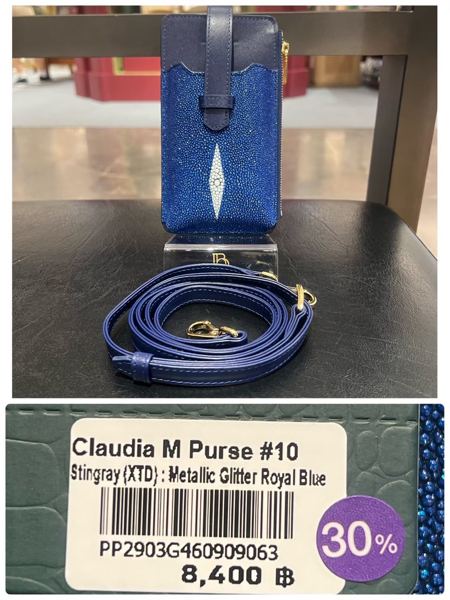 B
Claudia M Purse #10
Stingray (XTD) : Metallic Glitter Royal Blue
PP2903G460909063
8,400 ฿
30%